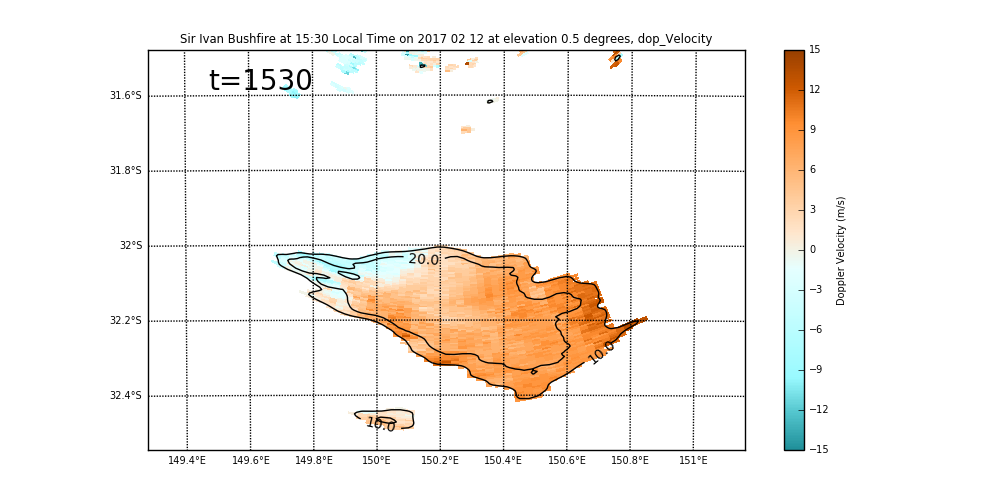 Sir Ivan Bushfire at 15:30 Local Time on 2017 02 12 at elevation 0.5 degrees, dop_Velocity
t=1530
31.6°S
31.8°S
32°S
32.2°S
32.4°S
20.0
10.0
10.0
149.4°E 149.6°E 149.8°E 150°E 150.2°E 150.4°E 150.6°E 150.8°E 151°E
15
12
9
6
3
0
−3
−6
−9
−12
−15
Doppler Velocity (m/s)